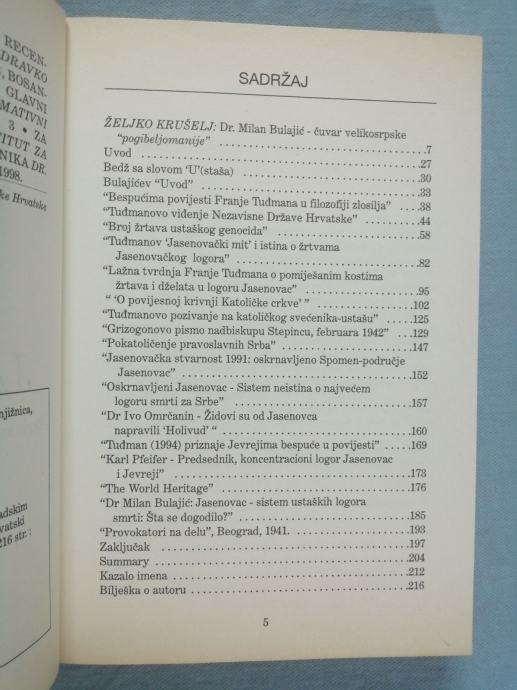 RECEN-
DRAVKO
BOSAN-
GLAVNI
3 • ZA
ZA
NIKA DR.
1998.
ke Hrvatske
njižnica,
adskim
vatski
216 str. :
SADRŽAJ
ŽELJKO KRUŠELJ: Dr. Milan Bulajić - čuvar velikosrpske
"pogibeljomanije" .....7
Uvod .....27
Bedž sa slovom 'U'(staša) .....30
Bulajićev "Uvod" .....33
"Bespućima povijesti Franje Tuđmana u filozofiji zlosilja" .....38
"Tuđmanovo viđenje Nezavisne Države Hrvatske" .....44
"Broj žrtava ustaškog genocida" .....58
"Tuđmanov 'Jasenovački mit' i istina o žrtvama
Jasenovačkog logora" .....82
"Lažna tvrdnja Franje Tuđmana o pomiješanim kostima
žrtava i dželata u logoru Jasenovac" .....95
" 'O povijesnoj krivnji Katoličke crkve' " .....102
"Tuđmanovo pozivanje na katoličkog svećenika-ustašu" .....125
"Grizogonovo pismo nadbiskupu Stepincu, februara 1942" .....129
"Pokatoličenje pravoslavnih Srba" .....147
"Jasenovačka stvarnost 1991: oskrnavljeno Spomen-područje
Jasenovac" .....152
"Oskrnavljeni Jasenovac - Sistem neistina o najvećem
logoru smrti za Srbe" .....157
"Dr Ivo Omrčanin - Židovi su od Jasenovca
napravili 'Holivud' " .....160
"Tuđman (1994) priznaje Jevrejima bespuće u povijesti" .....169
"Karl Pfeifer - Predsednik, koncentracioni logor Jasenovac
i Jevreji" .....173
"The World Heritage" .....176
"Dr Milan Bulajić: Jasenovac - sistem ustaških logora
smrti: Šta se dogodilo?" .....185
"Provokatori na delu", Beograd, 1941. .....193
Zaključak .....197
Summary .....204
Kazalo imena .....212
Bilješka o autoru .....216
5